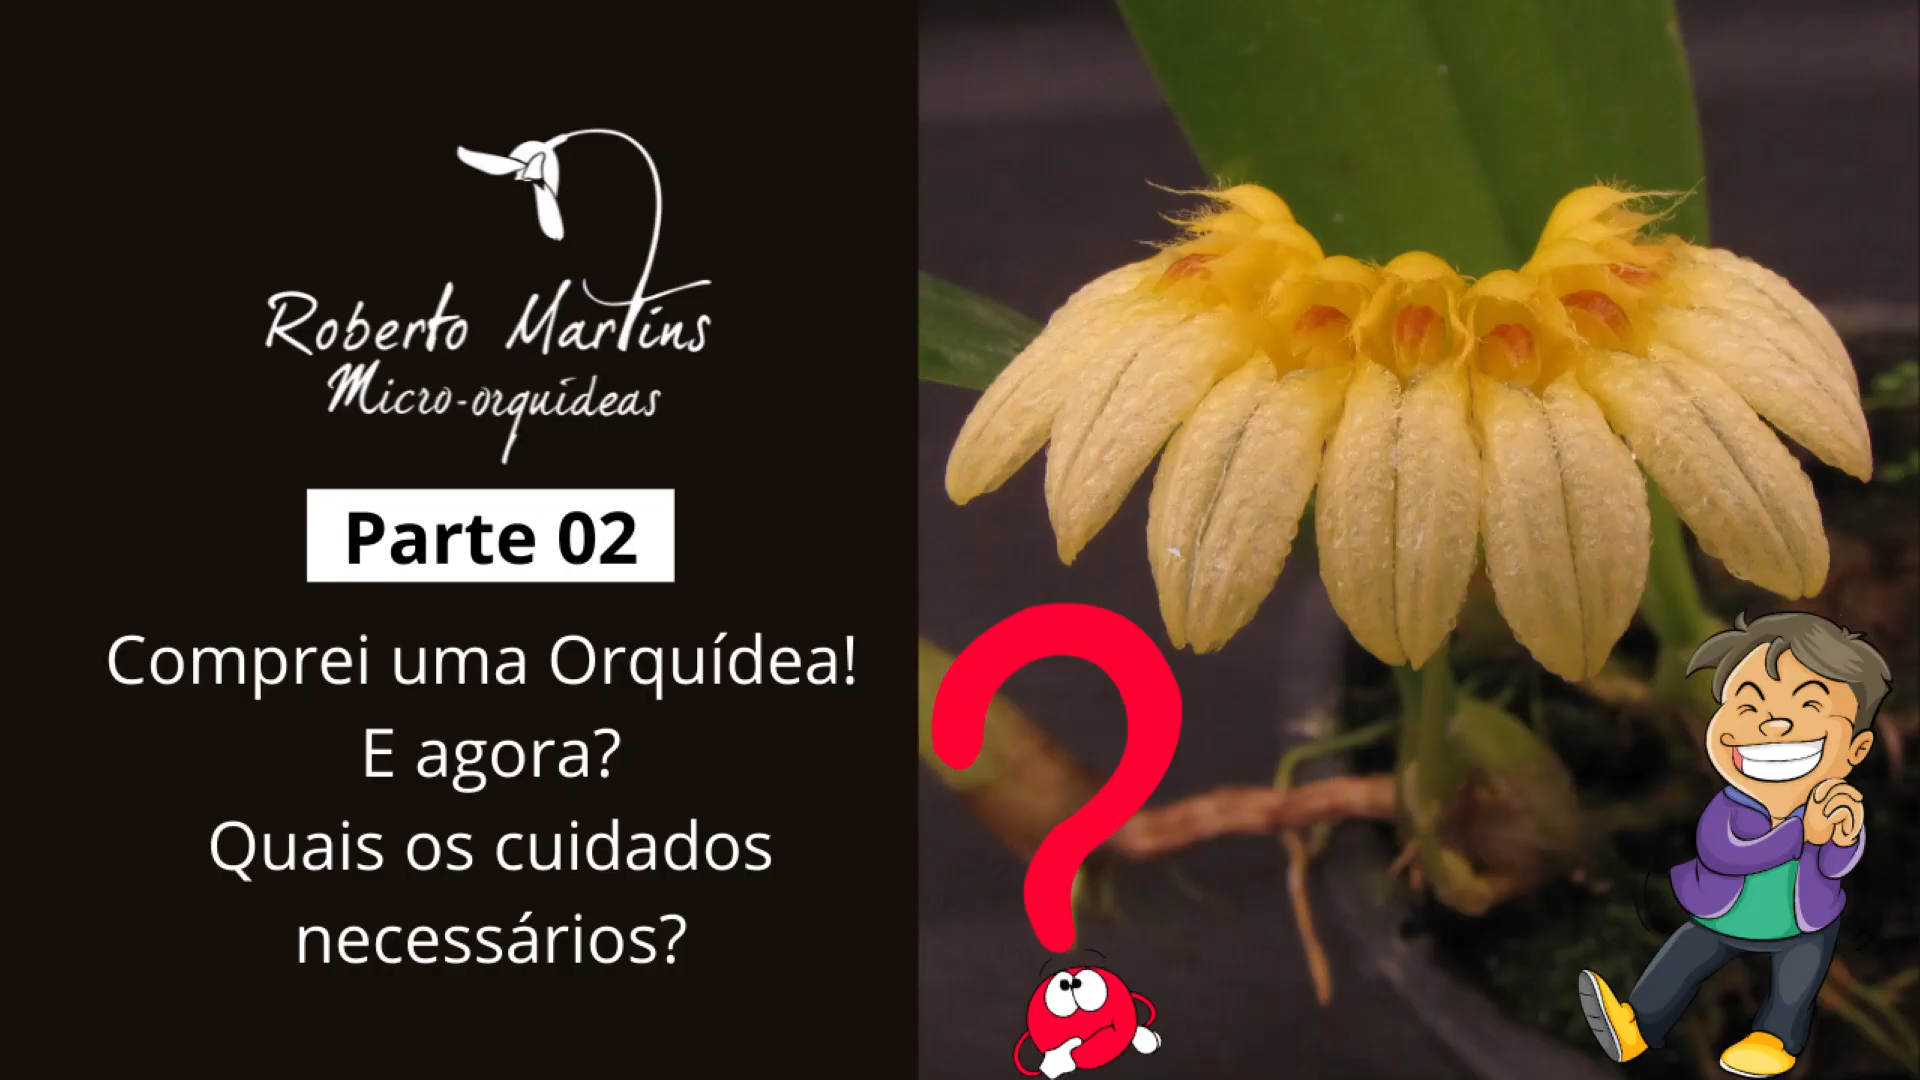 Roberto Martins
Micro-orquídeas
Parte 02
Comprei uma Orquídea!
E agora?
Quais os cuidados
necessários?